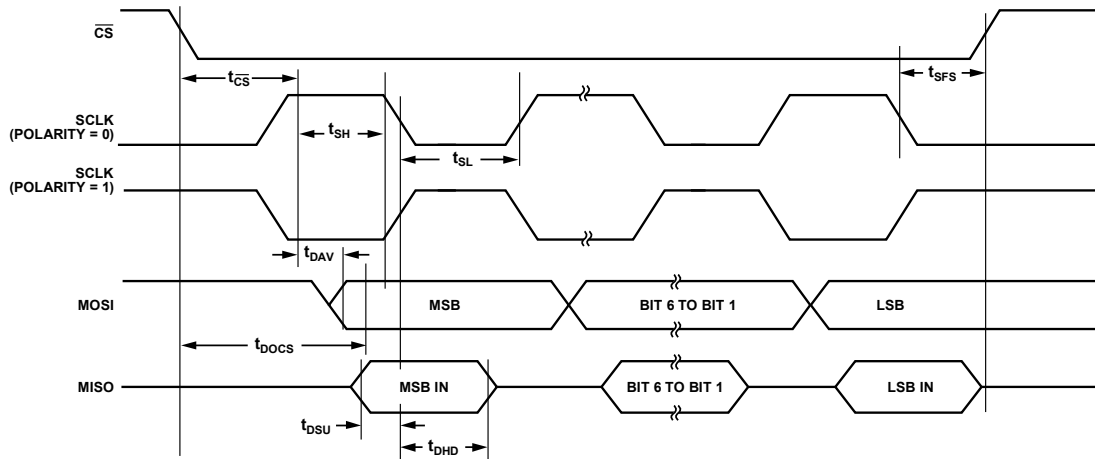 CS
tCS
tSFS
SCLK
(POLARITY = 0)
tSH
tSL
SCLK
(POLARITY = 1)
tDAV
MOSI
MSB
BIT 6 TO BIT 1
LSB
tDOCS
MISO
MSB IN
BIT 6 TO BIT 1
LSB IN
tDSU
tDHD